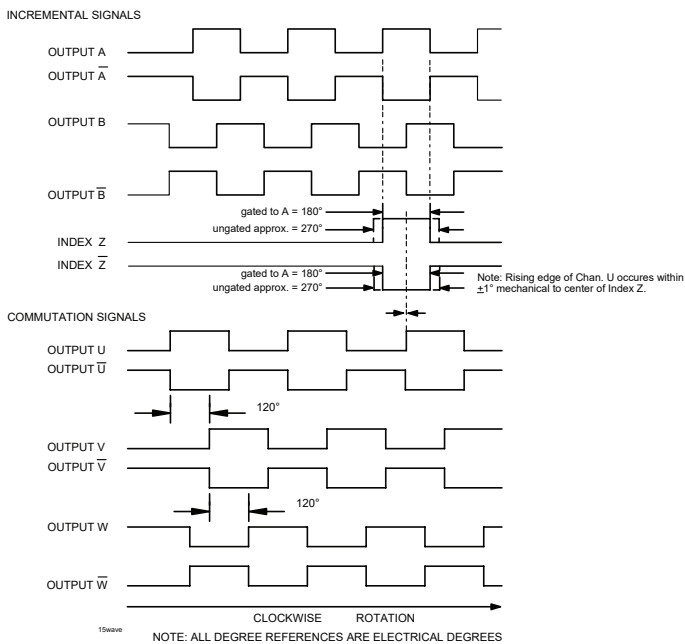 INCREMENTAL SIGNALS
OUTPUT A
OUTPUT A̅
OUTPUT B
OUTPUT B̅
gated to A = 180°
ungated approx. = 270°
INDEX Z
INDEX Z̅
gated to A = 180°
ungated approx. = 270°
Note: Rising edge of Chan. U occures within
±1° mechanical to center of Index Z.
COMMUTATION SIGNALS
OUTPUT U
OUTPUT U̅
120°
OUTPUT V
OUTPUT V̅
120°
OUTPUT W
OUTPUT W̅
CLOCKWISE ROTATION
15wave
NOTE: ALL DEGREE REFERENCES ARE ELECTRICAL DEGREES